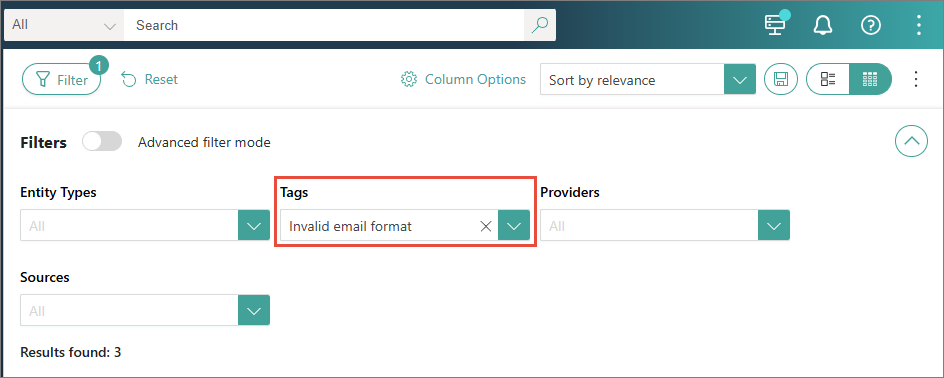 All Search
Filter 1 Reset Column Options Sort by relevance
Filters Advanced filter mode
Entity Types Tags Providers
All Invalid email format All
Sources
All
Results found: 3